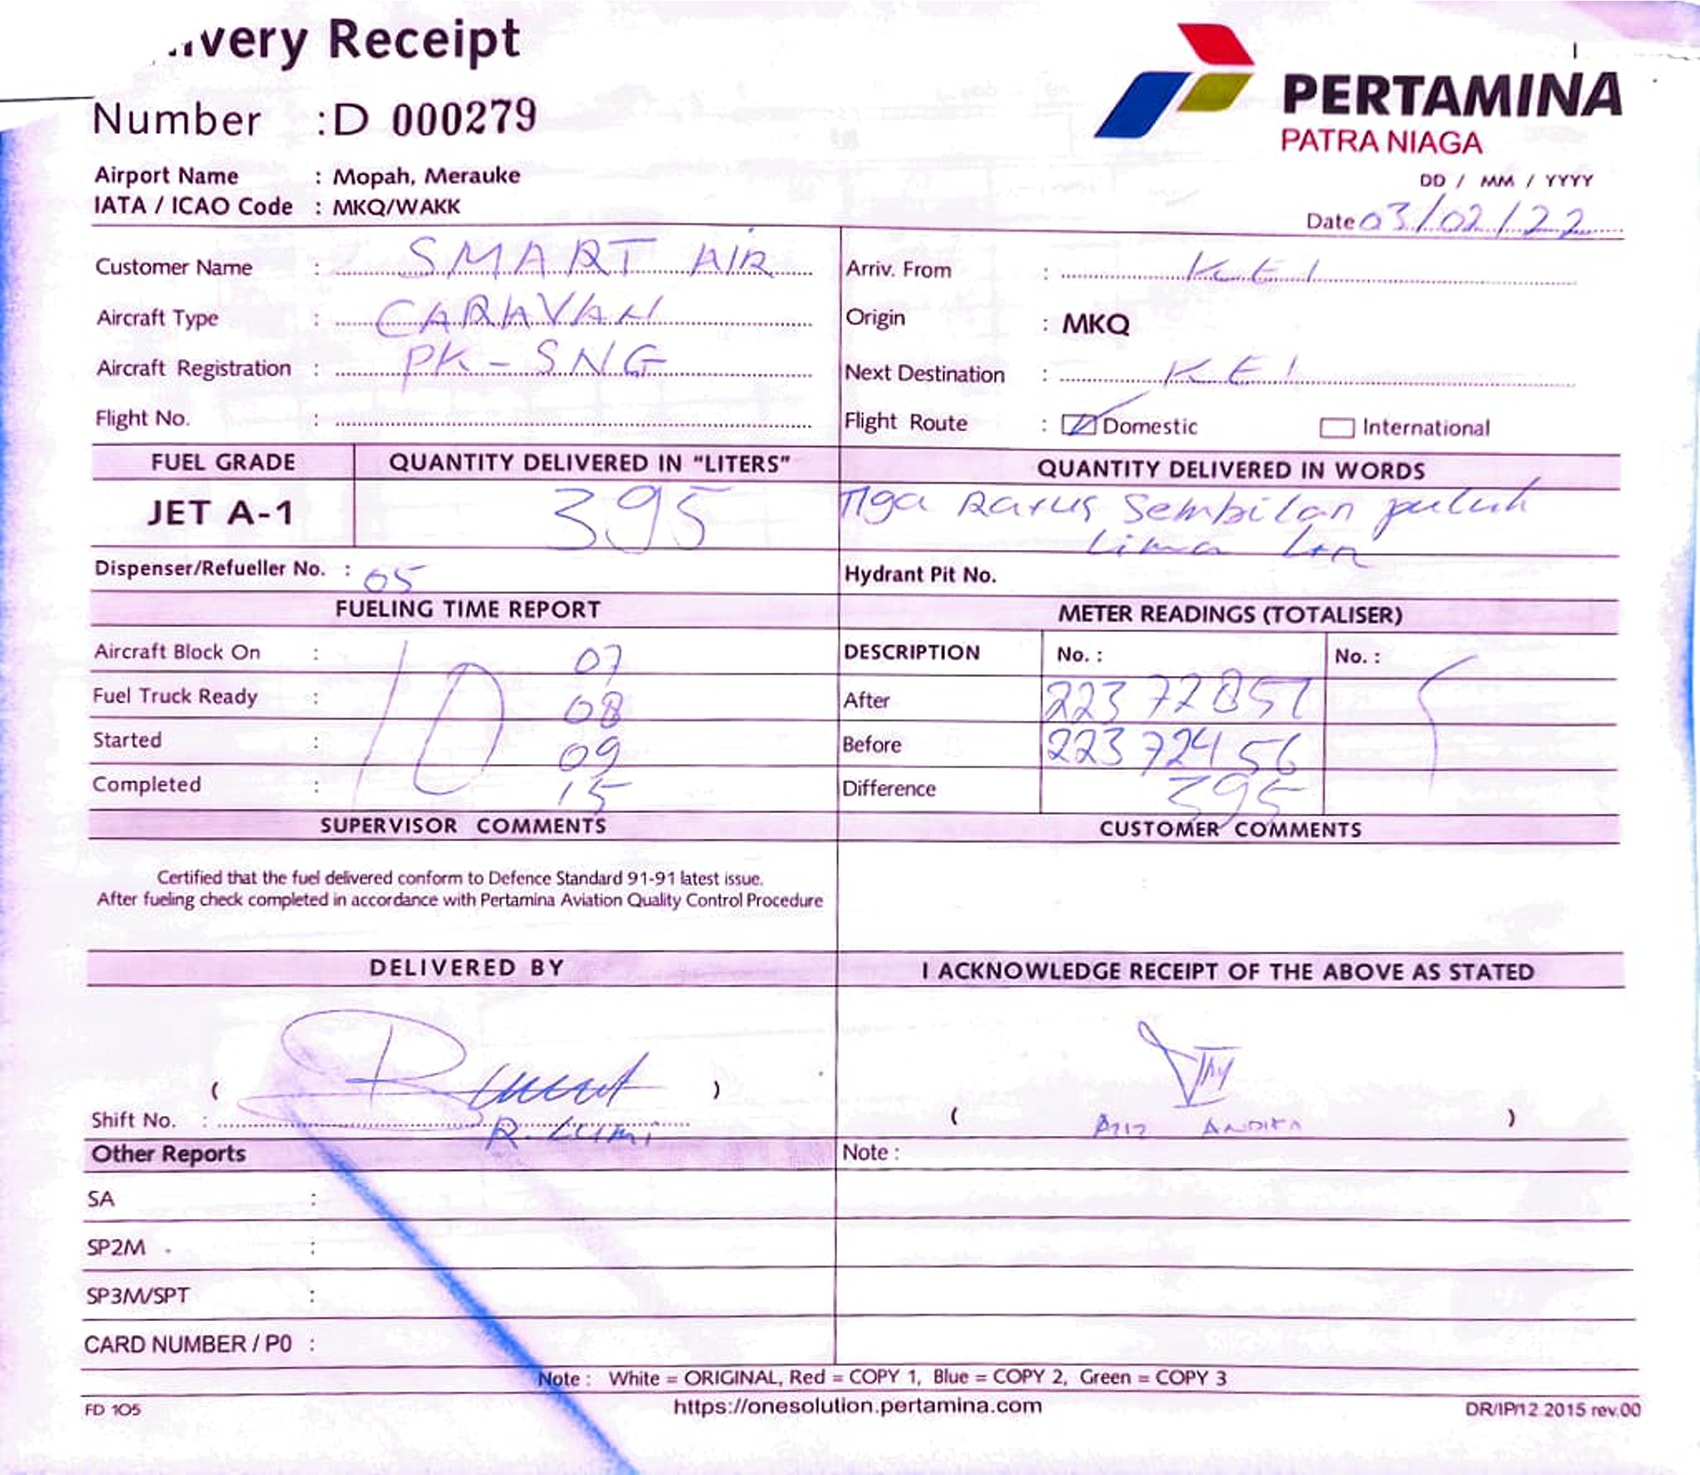 ivery Receipt
Number : D 000279
PERTAMINA
PATRA NIAGA
Airport Name : Mopah, Merauke
IATA / ICAO Code : MKQ/WAKK
DD / MM / YYYY
Date 03/02/22
Customer Name : SMART AIR
Arriv. From : KEI
Aircraft Type : CARAVAN
Origin : MKQ
Aircraft Registration : PK-SNG
Next Destination : KEI
Flight No. :
Flight Route : Domestic International
FUEL GRADE QUANTITY DELIVERED IN "LITERS" QUANTITY DELIVERED IN WORDS
JET A-1 395 Tiga Ratus Sembilan puluh
Lima
Dispenser/Refueller No. : 05
Hydrant Pit No.
FUELING TIME REPORT METER READINGS (TOTALISER)
Aircraft Block On : 10 07
DESCRIPTION No. : No. :
Fuel Truck Ready : 08
After 22372851
Started : 09
Before 22372456
Completed : 15
Difference 395
SUPERVISOR COMMENTS CUSTOMER COMMENTS
Certified that the fuel delivered conform to Defence Standard 91-91 latest issue.
After fueling check completed in accordance with Pertamina Aviation Quality Control Procedure
DELIVERED BY I ACKNOWLEDGE RECEIPT OF THE ABOVE AS STATED
( )
Shift No. : R. Lumi
( ANDIKA )
Other Reports Note :
SA :
SP2M :
SP3M/SPT :
CARD NUMBER / P0 :
Note : White = ORIGINAL, Red = COPY 1, Blue = COPY 2, Green = COPY 3
FD 105 https://onesolution.pertamina.com DR/IP/12 2015 rev.00